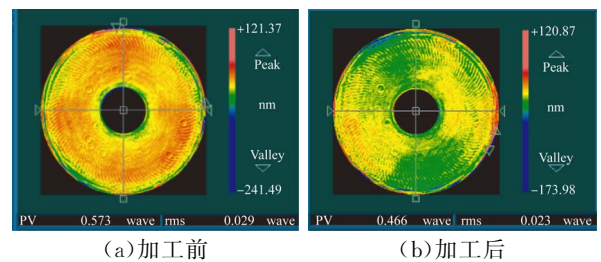 +121.37
Peak
nm
Valley
-241.49
PV 0.573 wave rms 0.029 wave
(a)加工前
+120.87
Peak
nm
Valley
-173.98
PV 0.466 wave rms 0.023 wave
(b)加工后